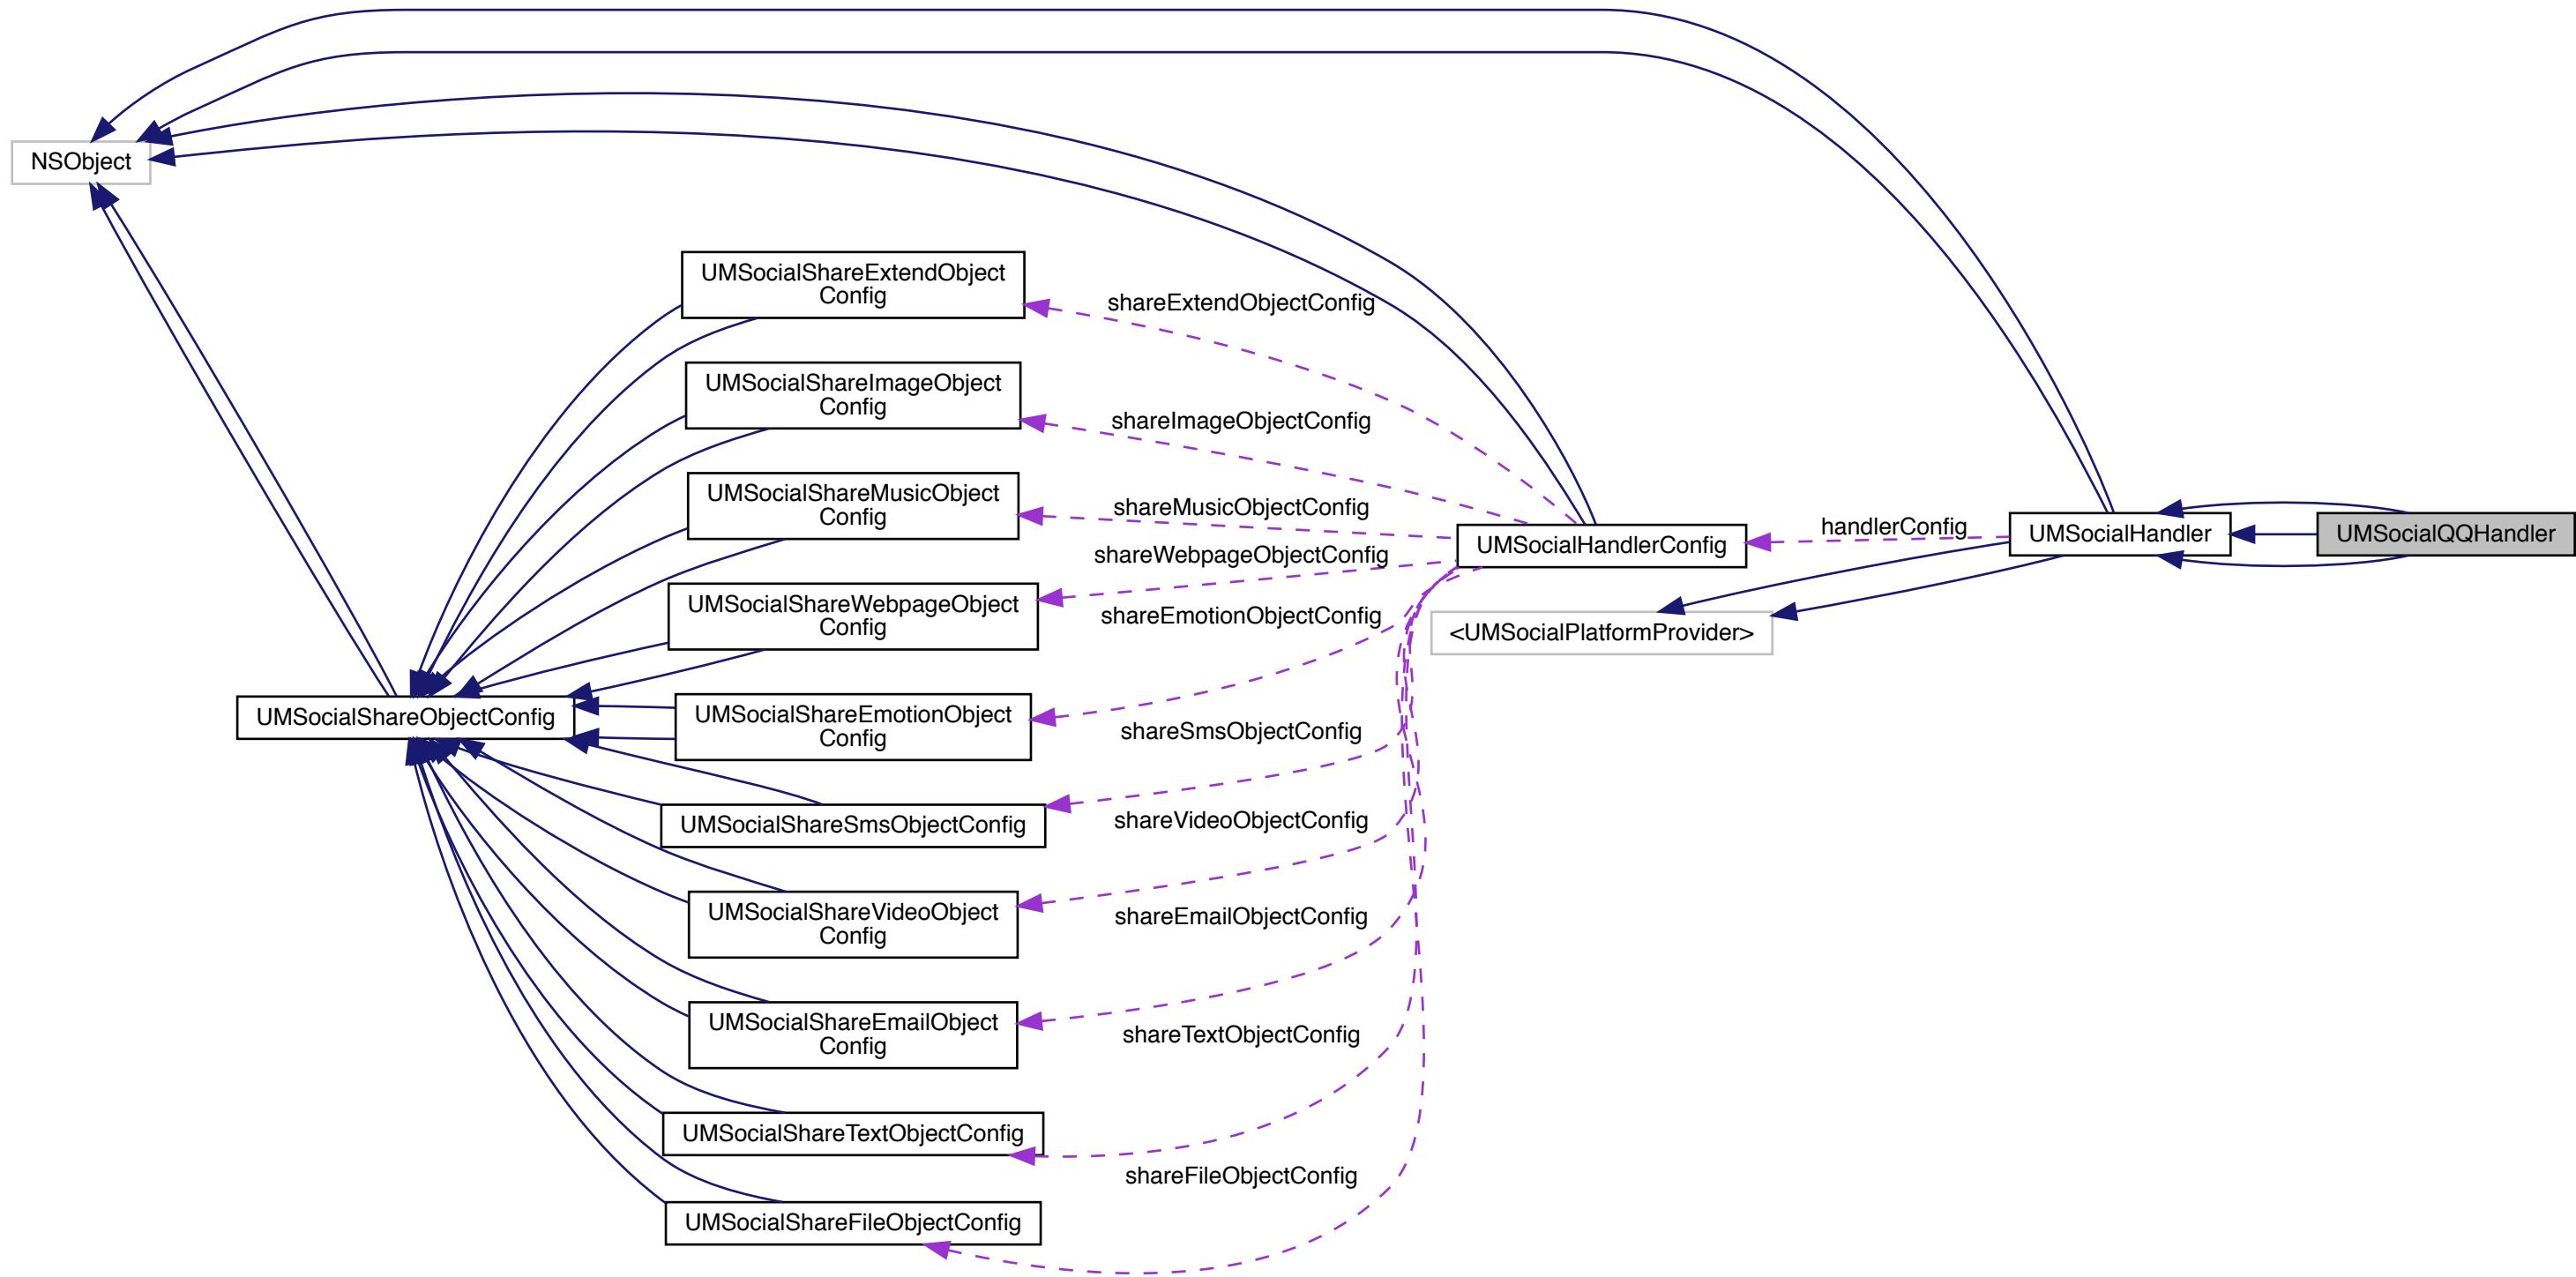 NSObject
UMSocialShareExtendObject
Config
shareExtendObjectConfig
UMSocialShareImageObject
Config
shareImageObjectConfig
UMSocialShareMusicObject
Config
shareMusicObjectConfig
UMSocialHandlerConfig
handlerConfig
UMSocialHandler
UMSocialQQHandler
shareWebpageObjectConfig
UMSocialShareWebpageObject
Config
shareEmotionObjectConfig
<UMSocialPlatformProvider>
UMSocialShareObjectConfig
UMSocialShareEmotionObject
Config
shareSmsObjectConfig
UMSocialShareSmsObjectConfig
shareVideoObjectConfig
UMSocialShareVideoObject
Config
shareEmailObjectConfig
UMSocialShareEmailObject
Config
shareTextObjectConfig
UMSocialShareTextObjectConfig
shareFileObjectConfig
UMSocialShareFileObjectConfig